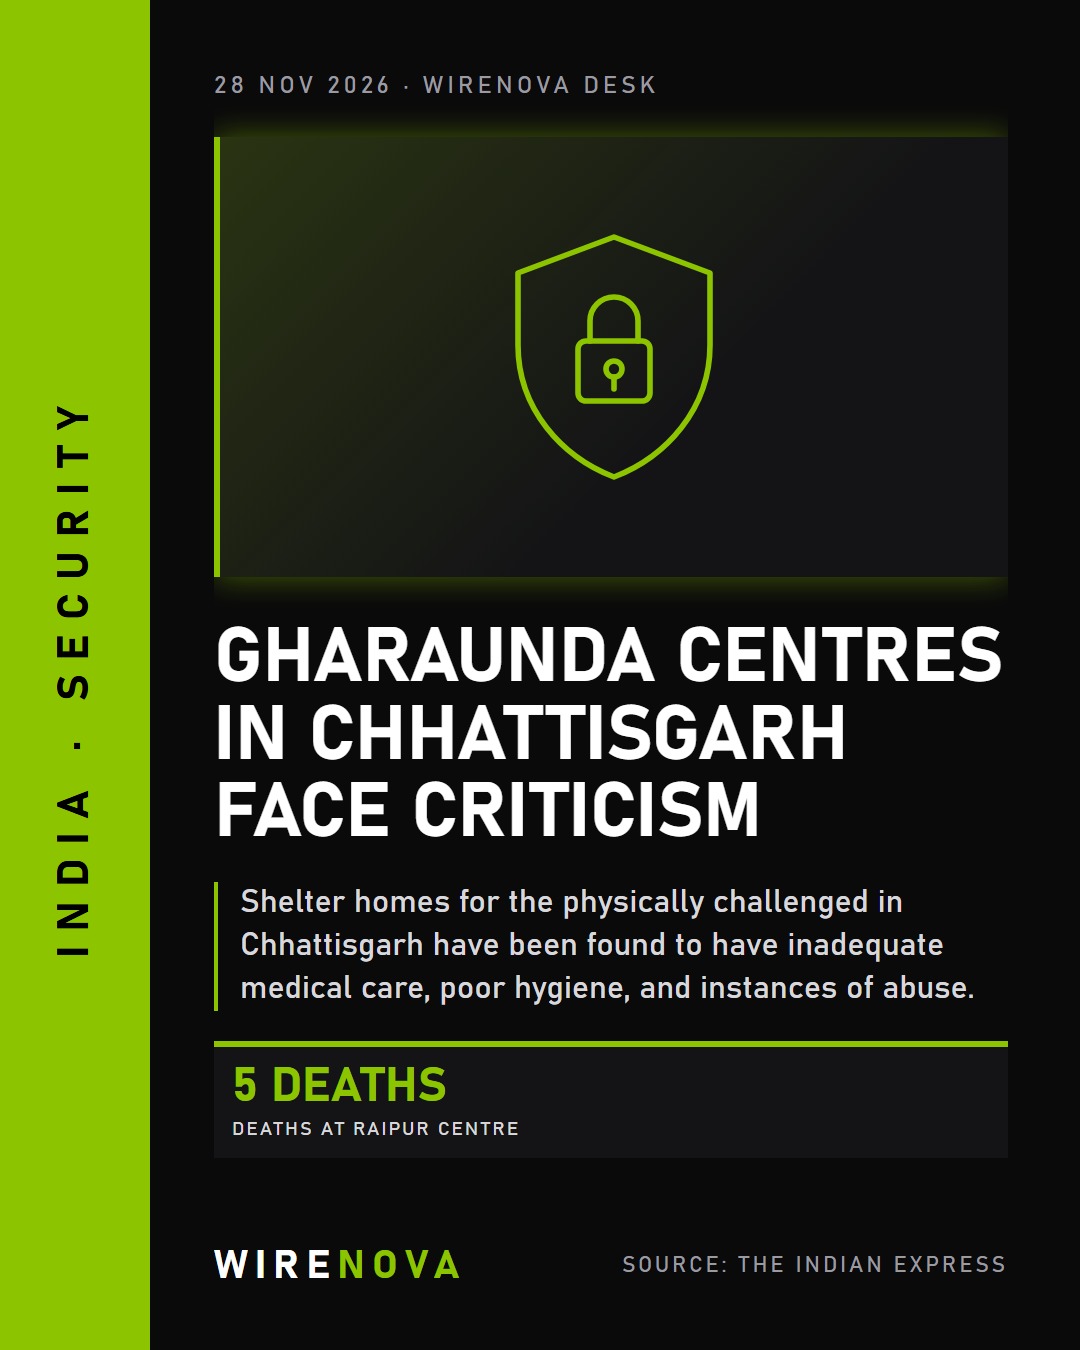 INDIA · SECURITY
28 NOV 2026 · WIRENOVA DESK
GHARAUNDA CENTRES
IN CHHATTISGARH
FACE CRITICISM
Shelter homes for the physically challenged in
Chhattisgarh have been found to have inadequate
medical care, poor hygiene, and instances of abuse.
5 DEATHS
DEATHS AT RAIPUR CENTRE
WIRENOVA
SOURCE: THE INDIAN EXPRESS